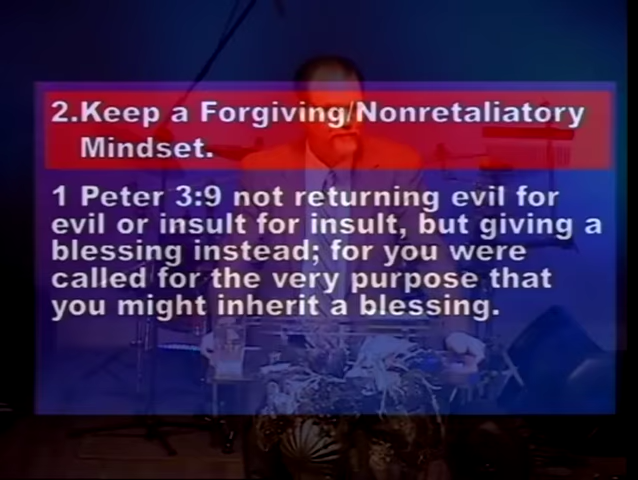 2.Keep a Forgiving/Nonretaliatory
Mindset.
1 Peter 3:9 not returning evil for
evil or insult for insult, but giving a
blessing instead; for you were
called for the very purpose that
you might inherit a blessing.